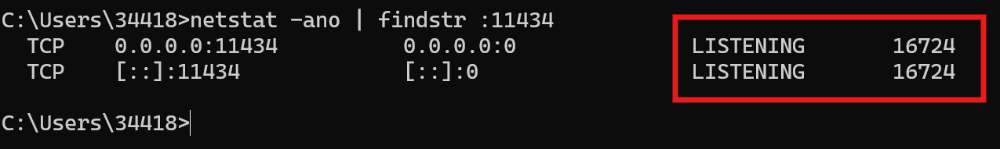 C:\Users\34418>netstat -ano | findstr :11434
TCP 0.0.0.0:11434 0.0.0.0:0 LISTENING 16724
TCP [::]:11434 [::]:0 LISTENING 16724
C:\Users\34418>